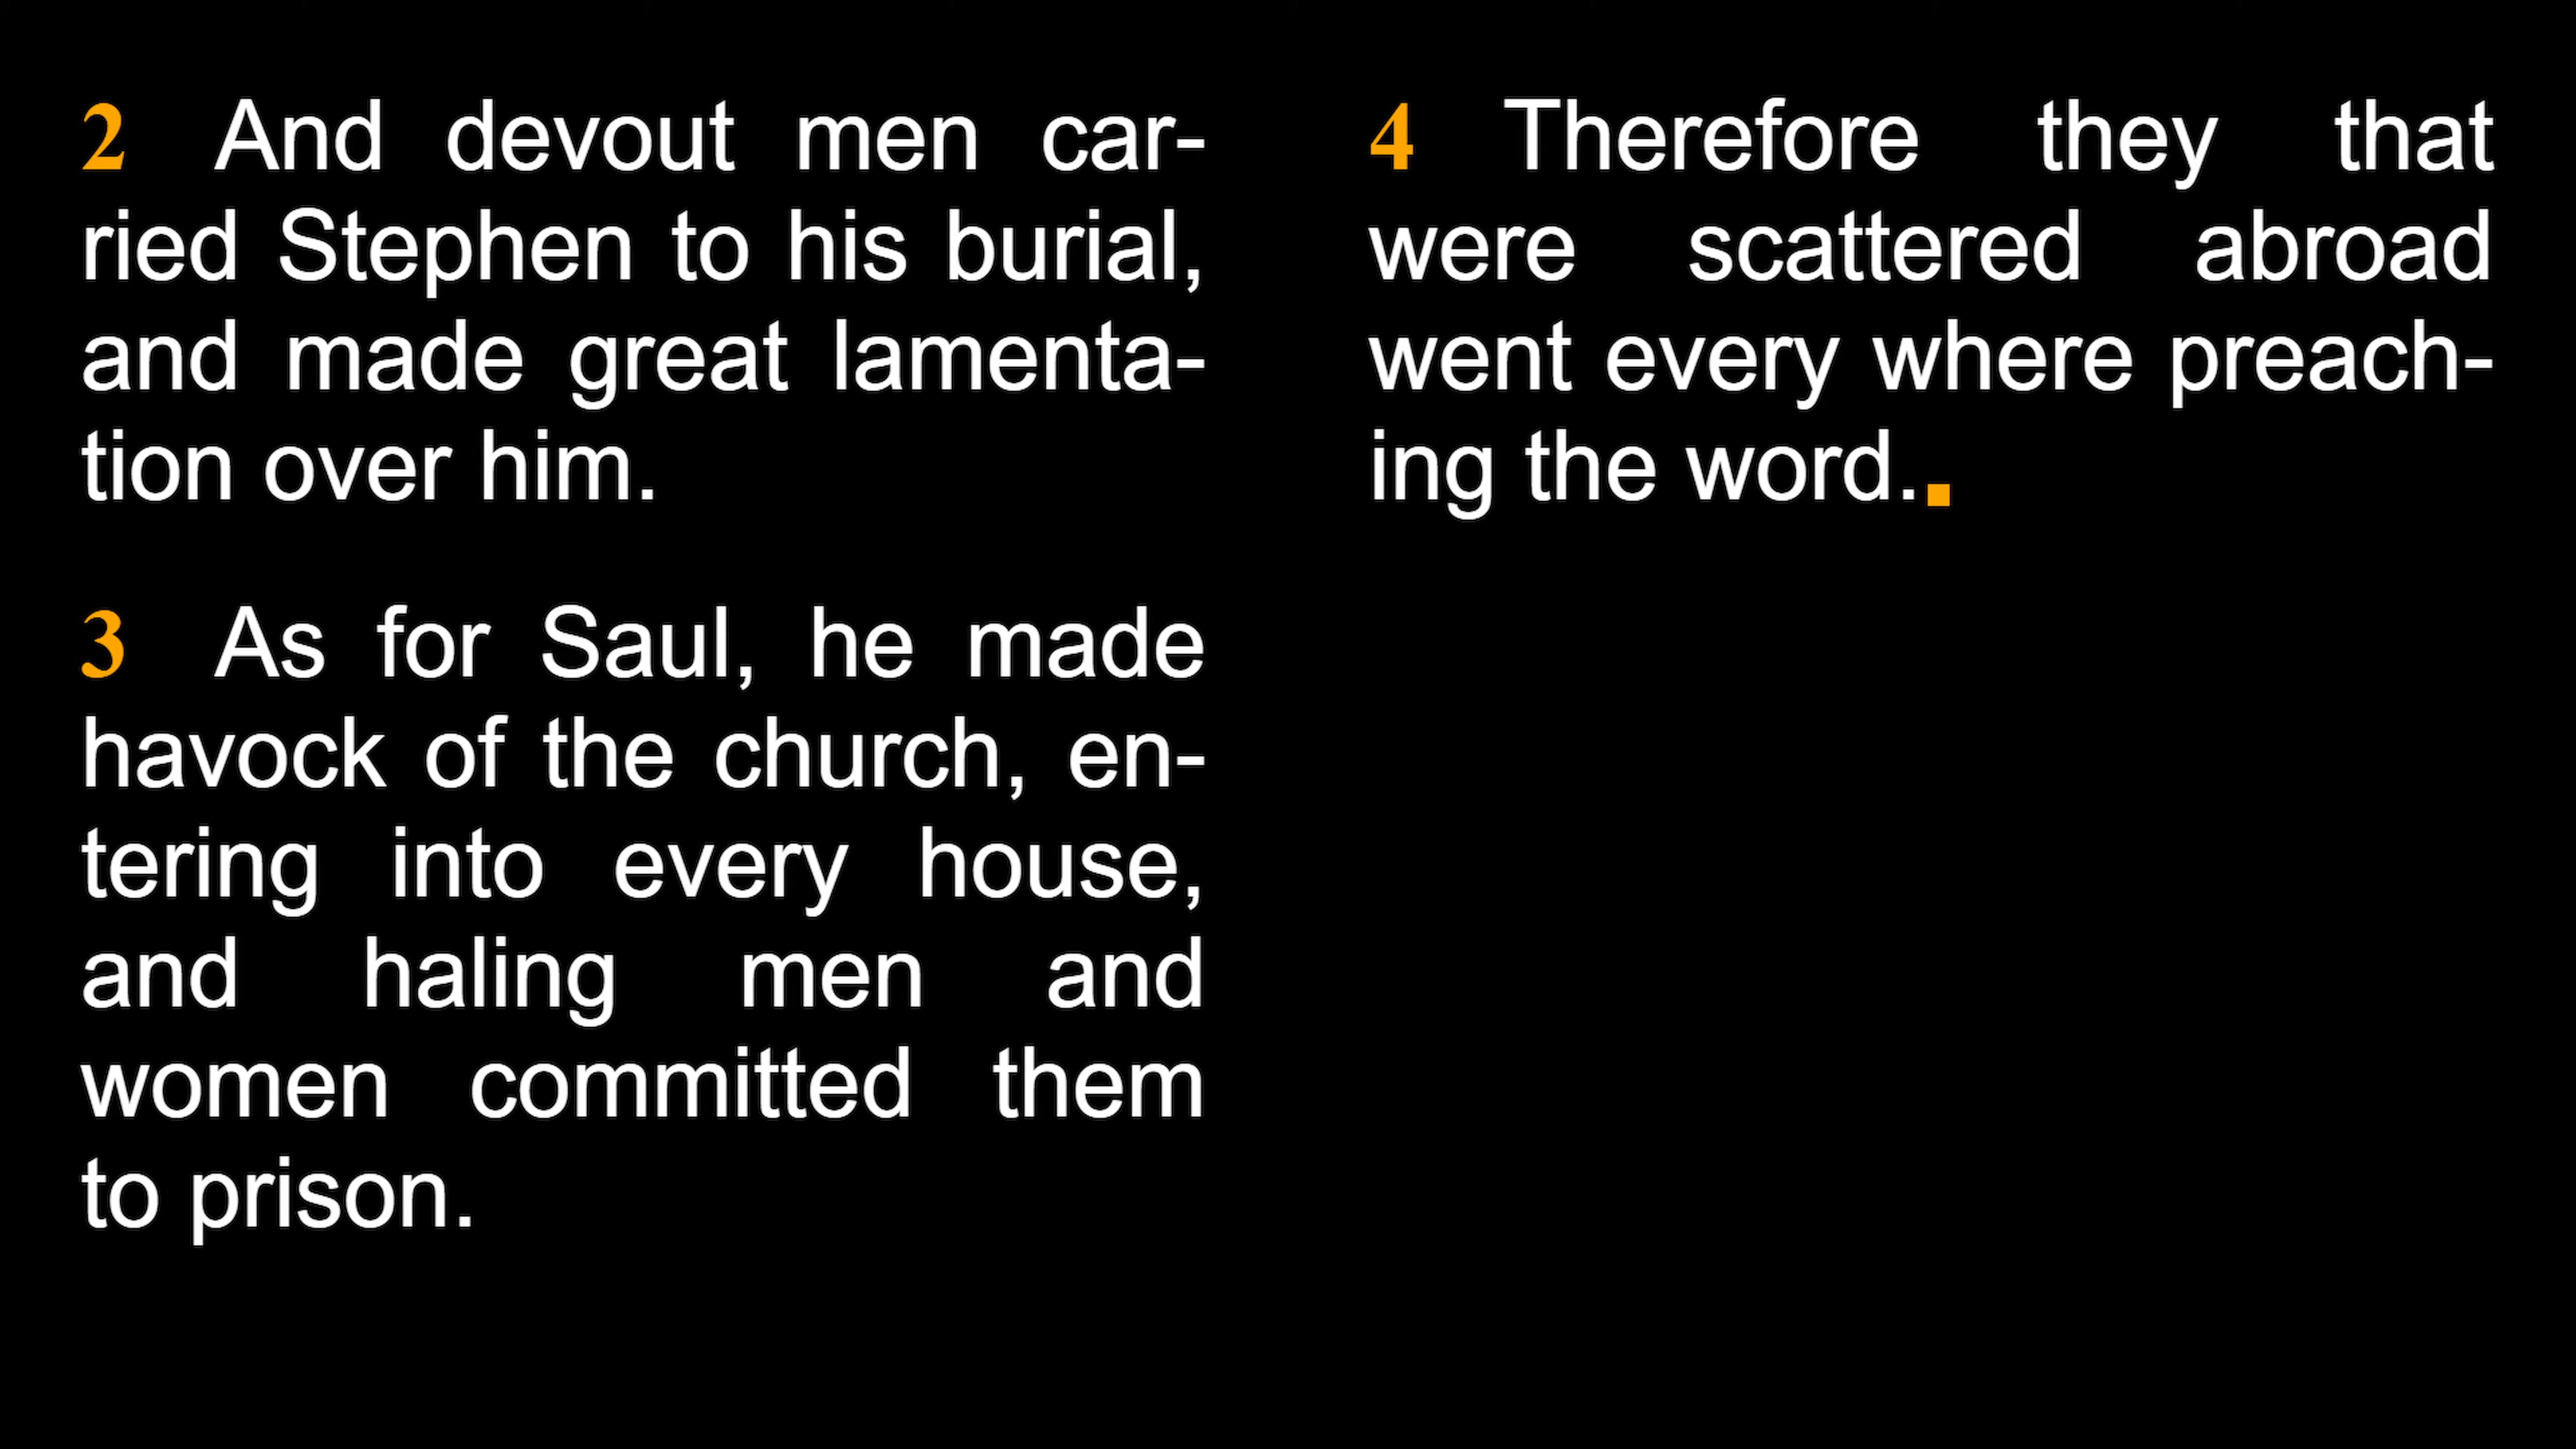 2 And devout men car-
ried Stephen to his burial,
and made great lamenta-
tion over him.
3 As for Saul, he made
havock of the church, en-
tering into every house,
and haling men and
women committed them
to prison.
4 Therefore they that
were scattered abroad
went every where preach-
ing the word.